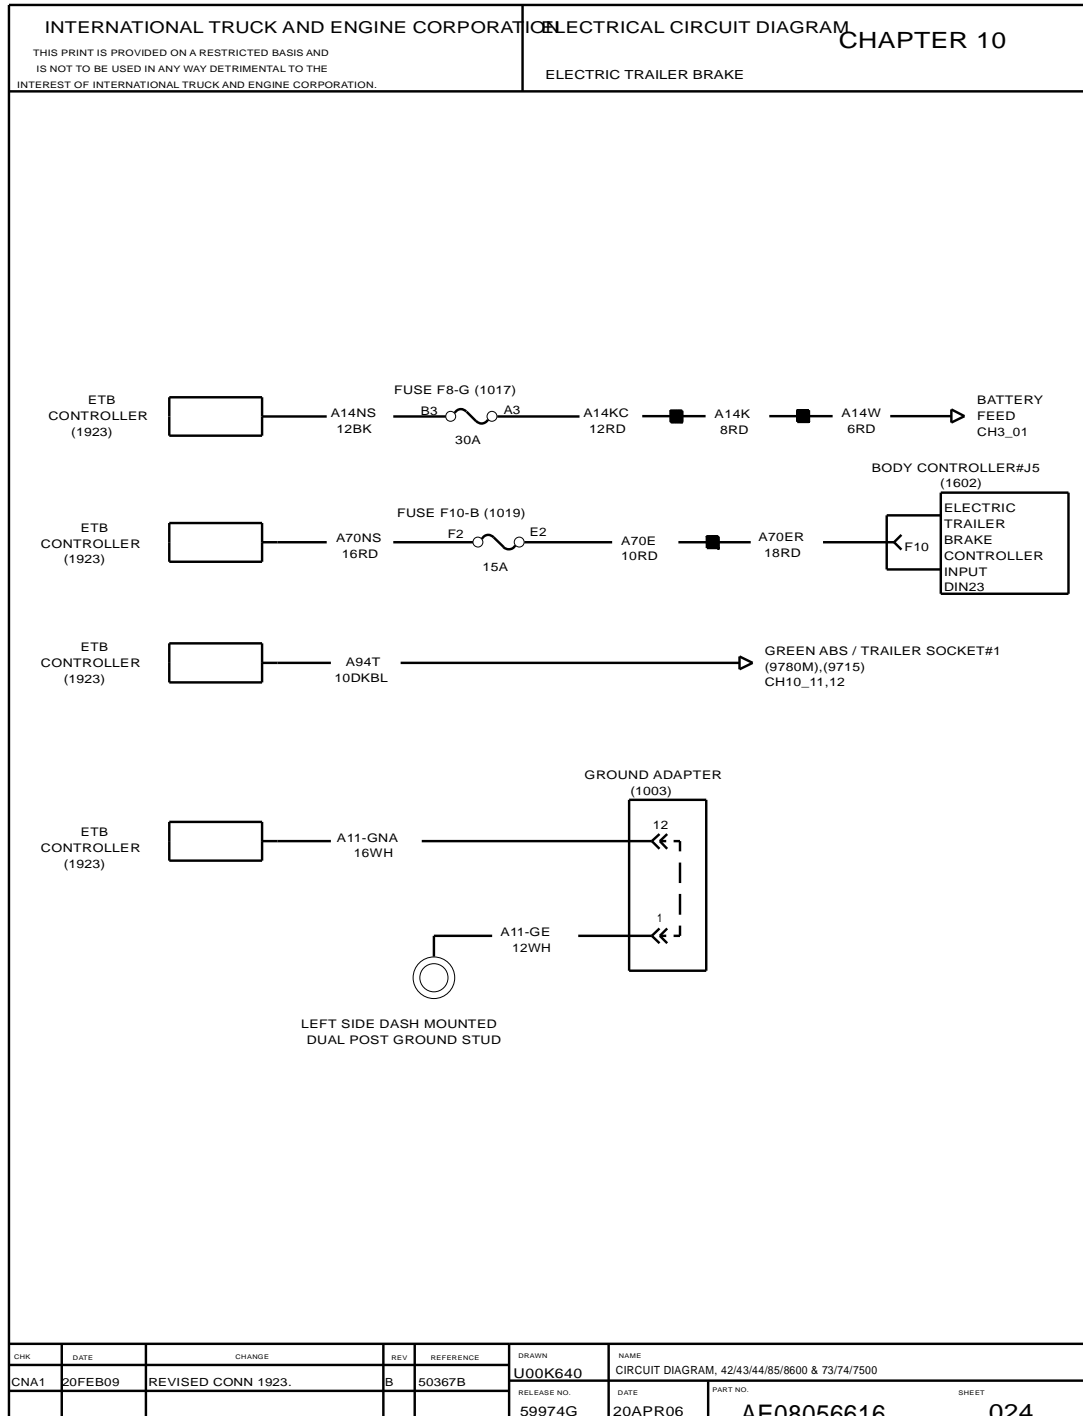 INTERNATIONAL TRUCK AND ENGINE CORPORATION
THIS PRINT IS PROVIDED ON A RESTRICTED BASIS AND
IS NOT TO BE USED IN ANY WAY DETRIMENTAL TO THE
INTEREST OF INTERNATIONAL TRUCK AND ENGINE CORPORATION.
ELECTRICAL CIRCUIT DIAGRAM
CHAPTER 10
ELECTRIC TRAILER BRAKE
ETB
CONTROLLER
(1923)
A14NS
12BK
FUSE F8-G (1017)
B3
A3
30A
A14KC
12RD
A14K
8RD
A14W
6RD
BATTERY
FEED
CH3_01
ETB
CONTROLLER
(1923)
A70NS
16RD
FUSE F10-B (1019)
F2
E2
15A
A70E
10RD
A70ER
18RD
BODY CONTROLLER#J5
(1602)
F10
ELECTRIC
TRAILER
BRAKE
CONTROLLER
INPUT
DIN23
ETB
CONTROLLER
(1923)
A94T
10DKBL
GREEN ABS / TRAILER SOCKET#1
(9780M),(9715)
CH10_11,12
ETB
CONTROLLER
(1923)
A11-GNA
16WH
GROUND ADAPTER
(1003)
12
1
A11-GE
12WH
LEFT SIDE DASH MOUNTED
DUAL POST GROUND STUD
CHK DATE CHANGE REV REFERENCE
CNA1 20FEB09 REVISED CONN 1923. B 50367B
DRAWN
U00K640
NAME
CIRCUIT DIAGRAM, 42/43/44/85/8600 & 73/74/7500
RELEASE NO.
59974G
DATE
20APR06
PART NO.
AE08056616
SHEET
024